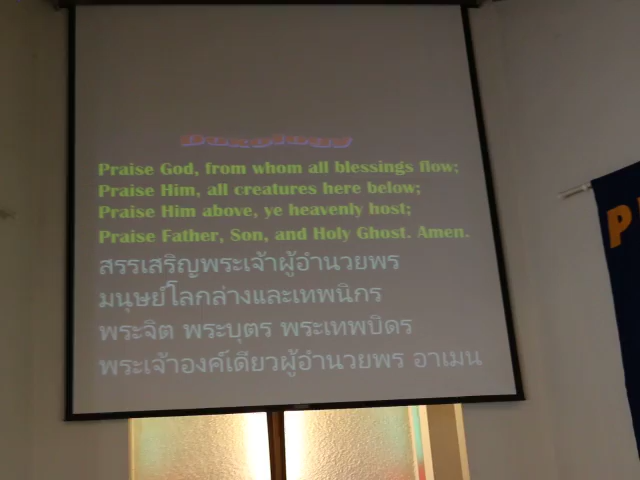 Doxology
Praise God, from whom all blessings flow;
Praise Him, all creatures here below;
Praise Him above, ye heavenly host;
Praise Father, Son, and Holy Ghost. Amen.
สรรเสริญพระเจ้าผู้อำนวยพร
มนุษย์โลกล่างและเทพนิกร
พระจิต พระบุตร พระเทพบิดร
พระเจ้าองค์เดียวผู้อำนวยพร อาเมน
P